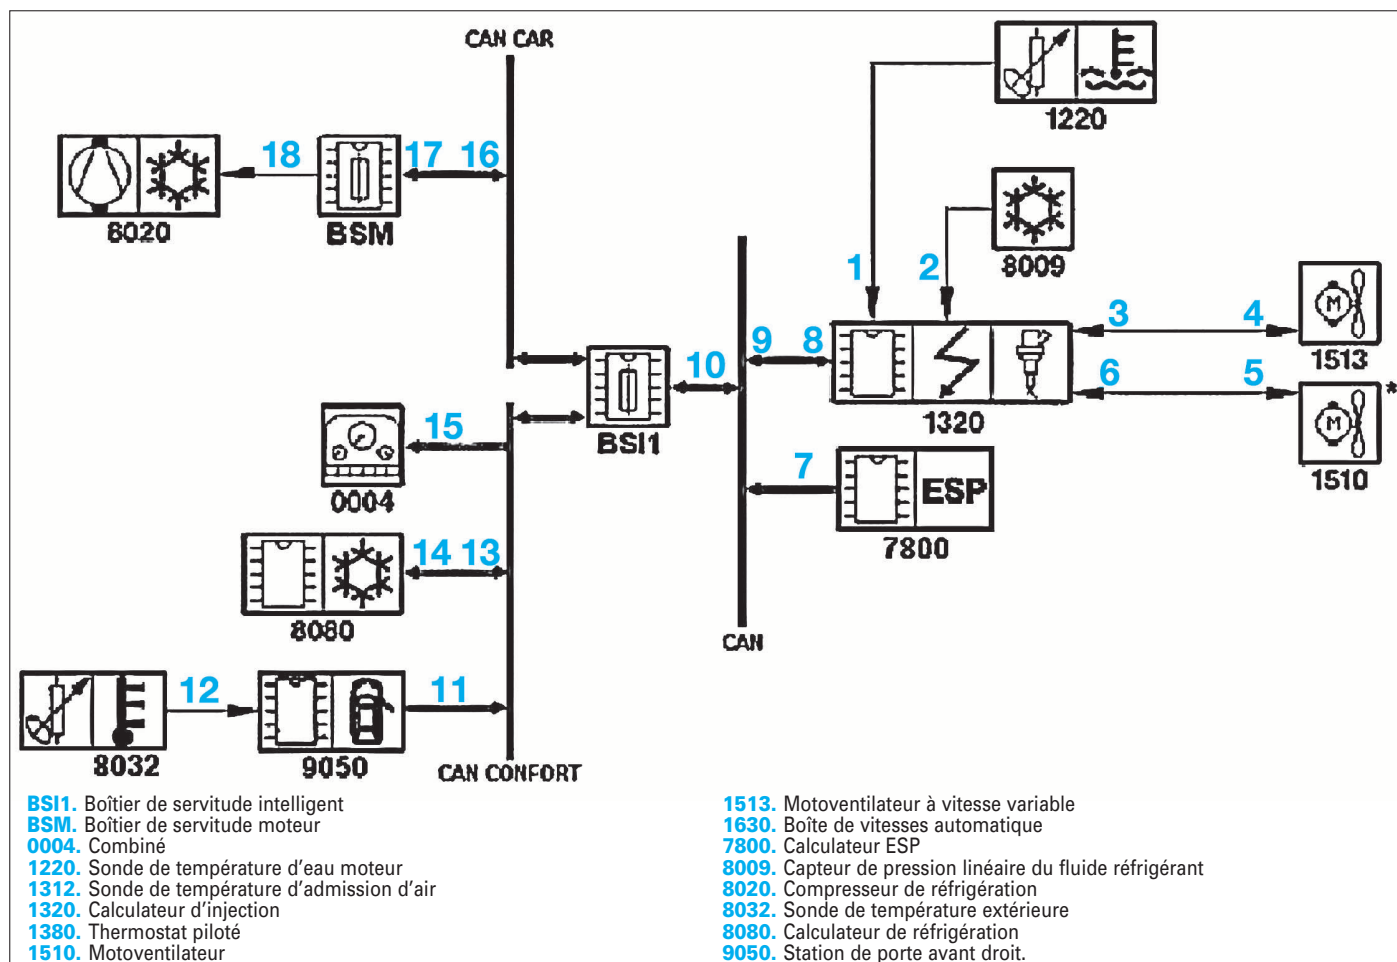 CAN CAR
1220
18
17 16
8020
BSM
1
2
8009
3
4
1513
9
8
10
BSI1
1320
6
5
*
1510
15
0004
7
ESP
7800
14 13
8080
CAN
12
11
8032
9050
CAN CONFORT
BSI1. Boîtier de servitude intelligent
BSM. Boîtier de servitude moteur
0004. Combiné
1220. Sonde de température d'eau moteur
1312. Sonde de température d'admission d'air
1320. Calculateur d'injection
1380. Thermostat piloté
1510. Motoventilateur
1513. Motoventilateur à vitesse variable
1630. Boîte de vitesses automatique
7800. Calculateur ESP
8009. Capteur de pression linéaire du fluide réfrigérant
8020. Compresseur de réfrigération
8032. Sonde de température extérieure
8080. Calculateur de réfrigération
9050. Station de porte avant droit.